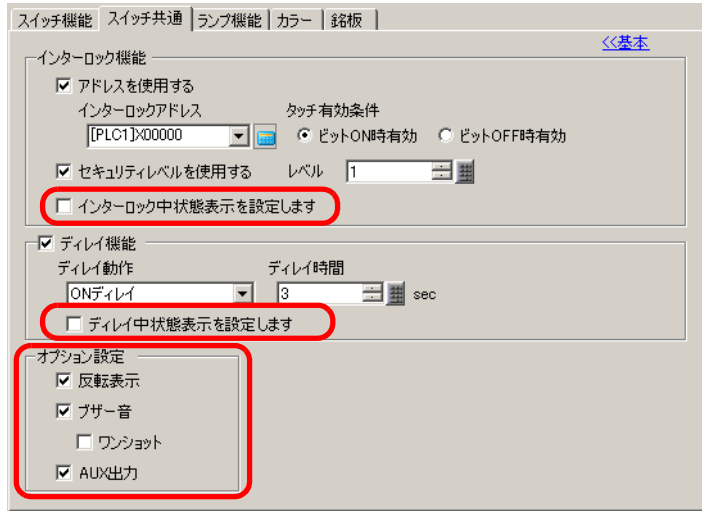 スイッチ機能 スイッチ共通 ランプ機能 カラー 銘板
<<基本
インターロック機能
アドレスを使用する
インターロックアドレス タッチ有効条件
[PLC1]X00000 ビットON時有効 ビットOFF時有効
セキュリティレベルを使用する レベル 1
インターロック中状態表示を設定します
ディレイ機能
ディレイ動作 ディレイ時間
ONディレイ 3 sec
ディレイ中状態表示を設定します
オプション設定
反転表示
ブザー音
ワンショット
AUX出力